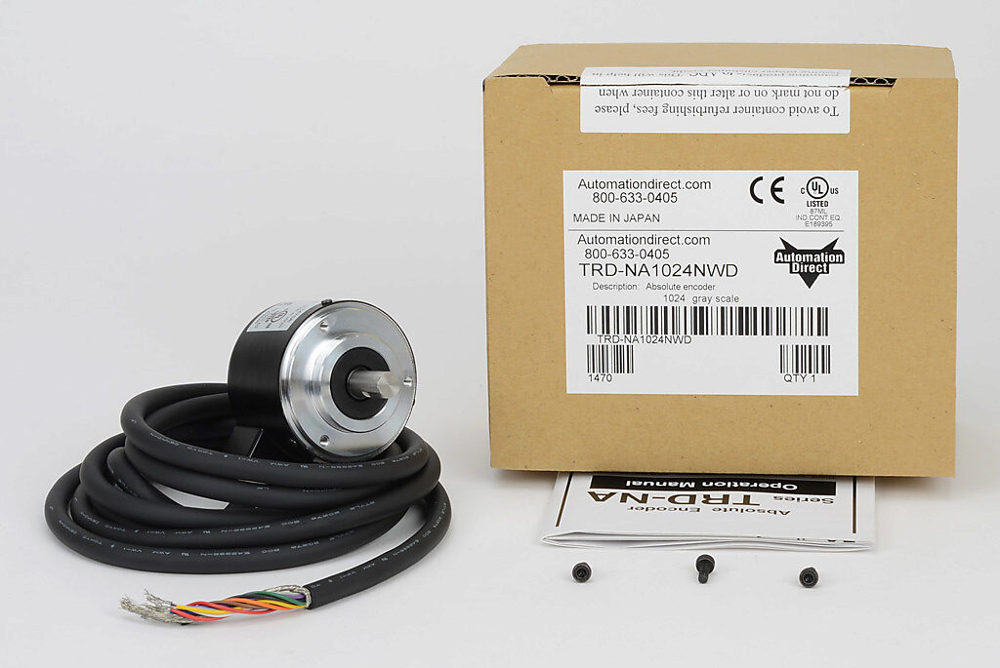 To avoid container refurbishing fees, please
do not mark on or alter this container when
Automationdirect.com
800-633-0405
MADE IN JAPAN
CE
C UL US
LISTED
87ML
IND CONT EQ
E189395
Automationdirect.com
800-633-0405
TRD-NA1024NWD
Description: Absolute encoder
1024 gray scale
Automation
Direct
TRD-NA1024NWD
1470
QTY 1
Absolute Encoder
Series TRD-NA
Operation Manual